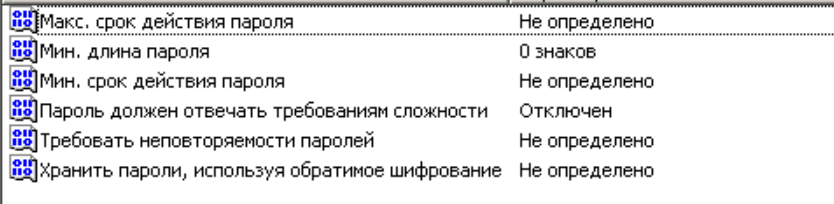 Макс. срок действия пароля Не определено
Мин. длина пароля 0 знаков
Мин. срок действия пароля Не определено
Пароль должен отвечать требованиям сложности Отключен
Требовать неповторяемости паролей Не определено
Хранить пароли, используя обратимое шифрование Не определено